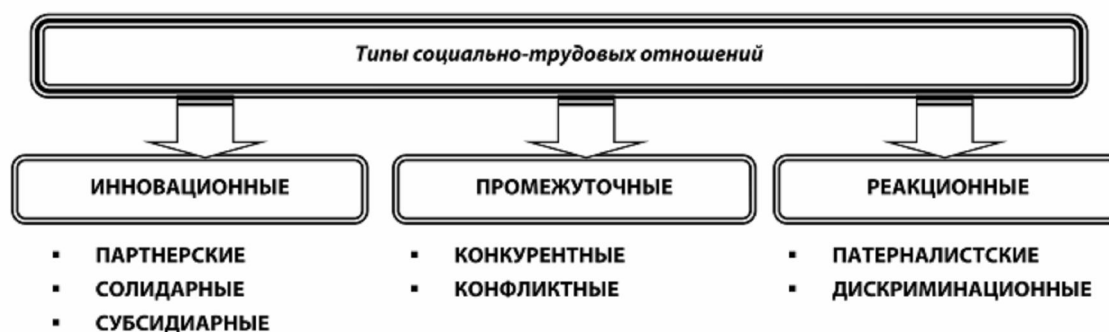 Типы социально-трудовых отношений
ИННОВАЦИОННЫЕ
▪ ПАРТНЕРСКИЕ
▪ СОЛИДАРНЫЕ
▪ СУБСИДИАРНЫЕ
ПРОМЕЖУТОЧНЫЕ
▪ КОНКУРЕНТНЫЕ
▪ КОНФЛИКТНЫЕ
РЕАКЦИОННЫЕ
▪ ПАТЕРНАЛИСТСКИЕ
▪ ДИСКРИМИНАЦИОННЫЕ